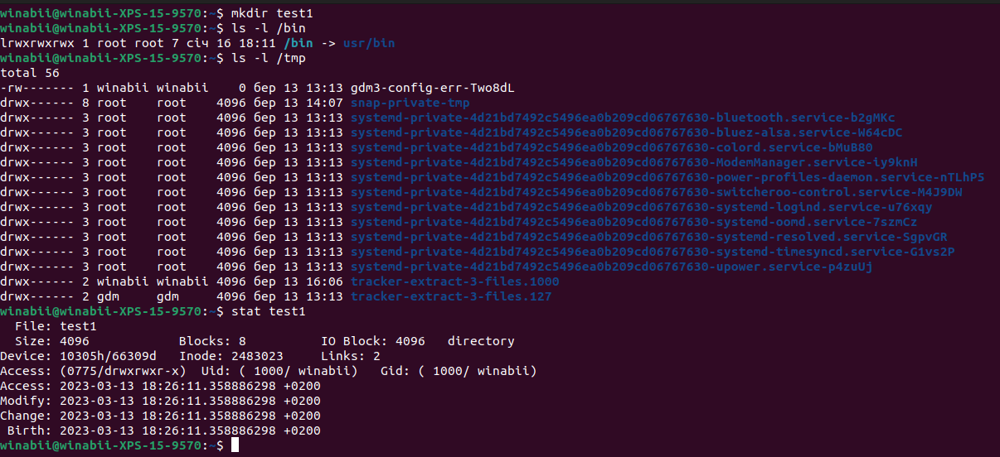 winabii@winabii-XPS-15-9570:~$ mkdir test1
winabii@winabii-XPS-15-9570:~$ ls -l /bin
lrwxrwxrwx 1 root root 7 січ 16 18:11 /bin -> usr/bin
winabii@winabii-XPS-15-9570:~$ ls -l /tmp
total 56
-rw------- 1 winabii winabii    0 бер 13 13:13 gdm3-config-err-Two8dL
drwx------ 8 root    root    4096 бер 13 14:07 snap-private-tmp
drwx------ 3 root    root    4096 бер 13 13:13 systemd-private-4d21bd7492c5496ea0b209cd06767630-bluetooth.service-b2gMKc
drwx------ 3 root    root    4096 бер 13 13:13 systemd-private-4d21bd7492c5496ea0b209cd06767630-bluez-alsa.service-W64cDC
drwx------ 3 root    root    4096 бер 13 13:13 systemd-private-4d21bd7492c5496ea0b209cd06767630-colord.service-bMuB80
drwx------ 3 root    root    4096 бер 13 13:13 systemd-private-4d21bd7492c5496ea0b209cd06767630-ModemManager.service-iy9knH
drwx------ 3 root    root    4096 бер 13 13:13 systemd-private-4d21bd7492c5496ea0b209cd06767630-power-profiles-daemon.service-nTLhP5
drwx------ 3 root    root    4096 бер 13 13:13 systemd-private-4d21bd7492c5496ea0b209cd06767630-switcheroo-control.service-M4J9DW
drwx------ 3 root    root    4096 бер 13 13:13 systemd-private-4d21bd7492c5496ea0b209cd06767630-systemd-logind.service-u76xqy
drwx------ 3 root    root    4096 бер 13 13:13 systemd-private-4d21bd7492c5496ea0b209cd06767630-systemd-oomd.service-7szmCz
drwx------ 3 root    root    4096 бер 13 13:13 systemd-private-4d21bd7492c5496ea0b209cd06767630-systemd-resolved.service-SgpvGR
drwx------ 3 root    root    4096 бер 13 13:13 systemd-private-4d21bd7492c5496ea0b209cd06767630-systemd-timesyncd.service-G1vs2P
drwx------ 3 root    root    4096 бер 13 13:13 systemd-private-4d21bd7492c5496ea0b209cd06767630-upower.service-p4zuUj
drwx------ 2 winabii winabii 4096 бер 13 16:06 tracker-extract-3-files.1000
drwx------ 2 gdm     gdm     4096 бер 13 13:13 tracker-extract-3-files.127
winabii@winabii-XPS-15-9570:~$ stat test1
  File: test1
  Size: 4096            Blocks: 8          IO Block: 4096   directory
Device: 10305h/66309d   Inode: 2483023     Links: 2
Access: (0775/drwxrwxr-x)  Uid: ( 1000/ winabii)   Gid: ( 1000/ winabii)
Access: 2023-03-13 18:26:11.358886298 +0200
Modify: 2023-03-13 18:26:11.358886298 +0200
Change: 2023-03-13 18:26:11.358886298 +0200
 Birth: 2023-03-13 18:26:11.358886298 +0200
winabii@winabii-XPS-15-9570:~$